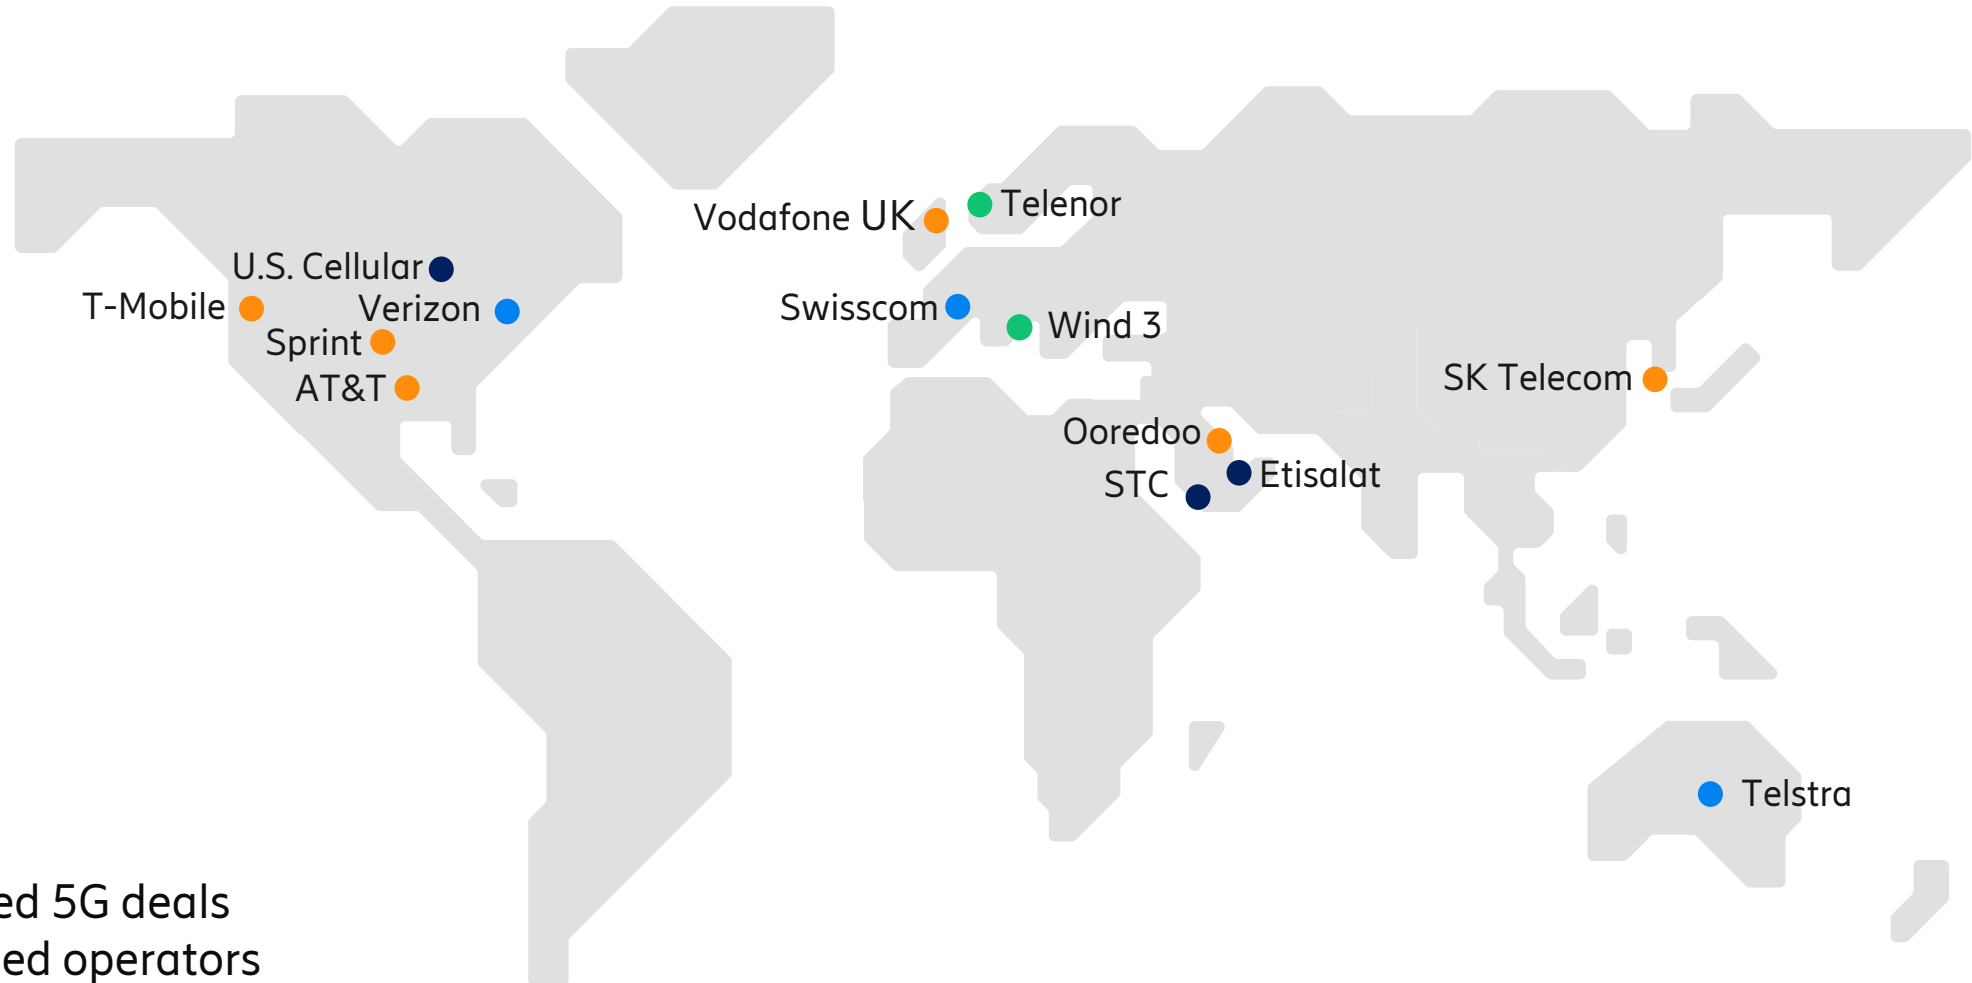 Telenor
Vodafone UK
U.S. Cellular
T-Mobile
Verizon
Swisscom
Wind 3
Sprint
AT&T
SK Telecom
Ooredoo
STC
Etisalat
Telstra
ed 5G deals
ed operators